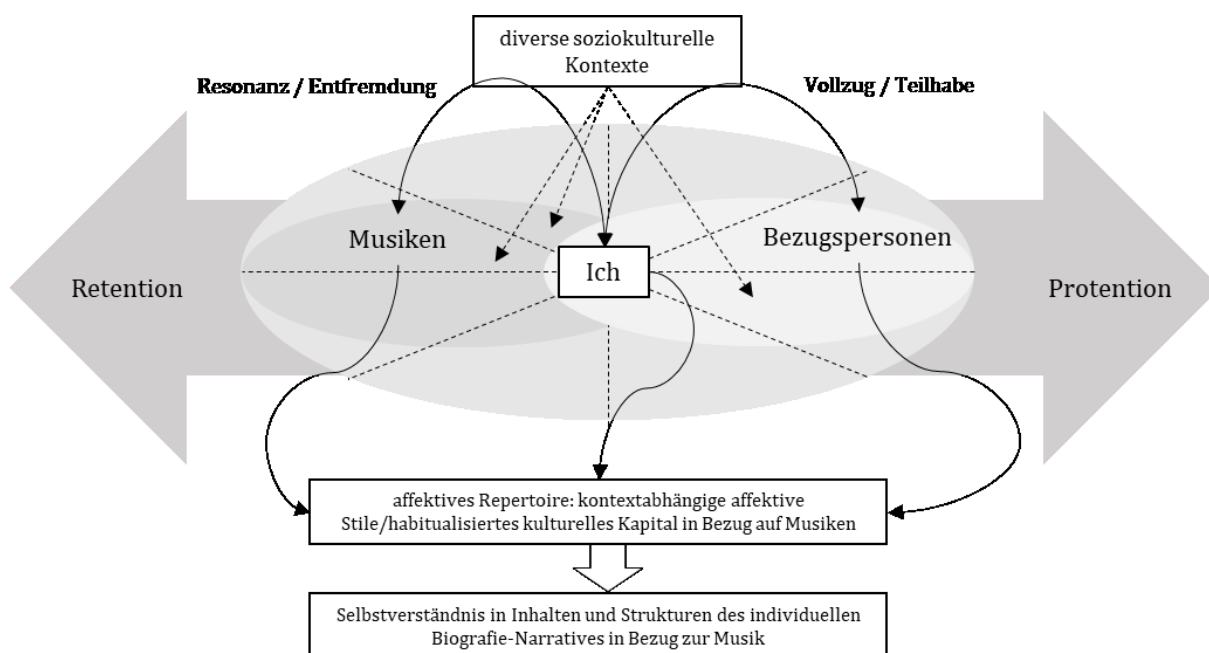 diverse soziokulturelle
Kontexte
Resonanz / Entfremdung
Vollzug / Teilhabe
Musiken
Bezugspersonen
Ich
Retention
Protention
affektives Repertoire: kontextabhängige affektive
Stile/habitualisiertes kulturelles Kapital in Bezug auf Musiken
Selbstverständnis in Inhalten und Strukturen des individuellen
Biografie-Narratives in Bezug zur Musik